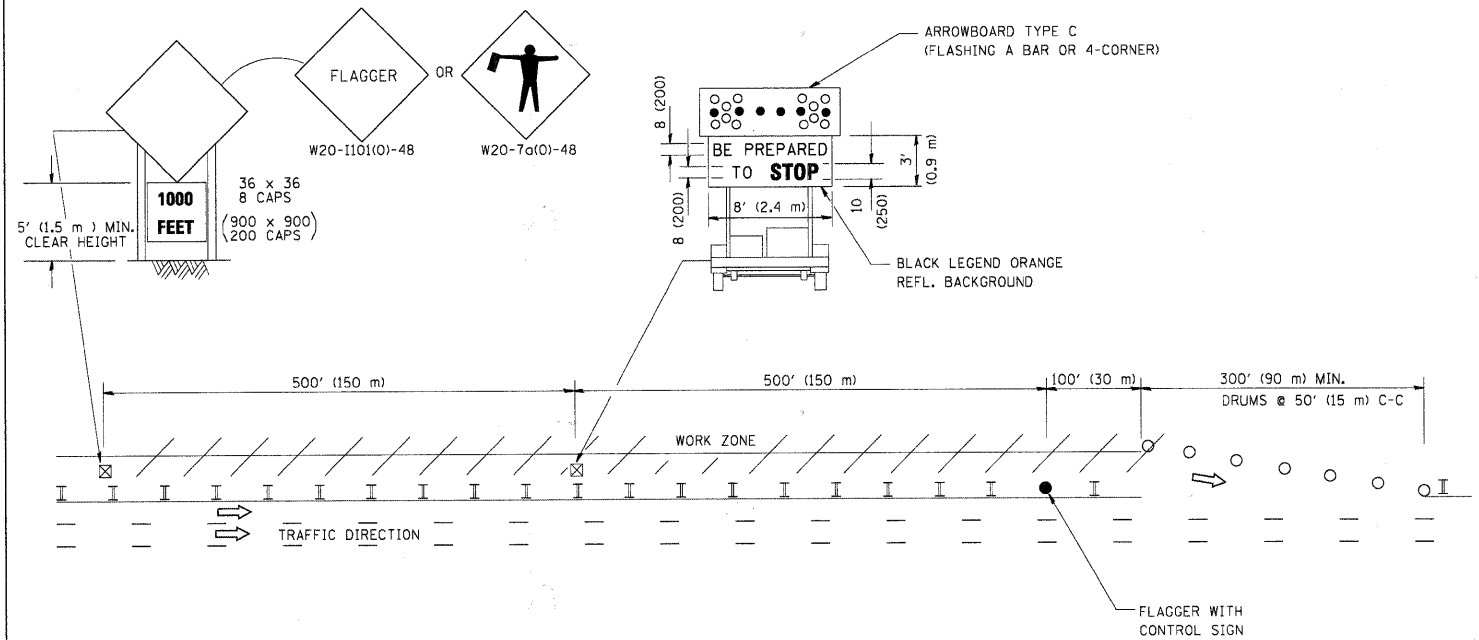 ARROWBOARD TYPE C
(FLASHING A BAR OR 4-CORNER)
FLAGGER
OR
W20-I101(O)-48
W20-7a(O)-48
1000
FEET
36 x 36
8 CAPS
(900 x 900)
200 CAPS
5' (1.5 m ) MIN.
CLEAR HEIGHT
8 (200)
BE PREPARED
TO STOP
3'
(0.9 m)
8 (200)
8' (2.4 m)
10
(250)
BLACK LEGEND ORANGE
REFL. BACKGROUND
500' (150 m)
500' (150 m)
100' (30 m)
300' (90 m) MIN.
DRUMS @ 50' (15 m) C-C
WORK ZONE
TRAFFIC DIRECTION
FLAGGER WITH
CONTROL SIGN